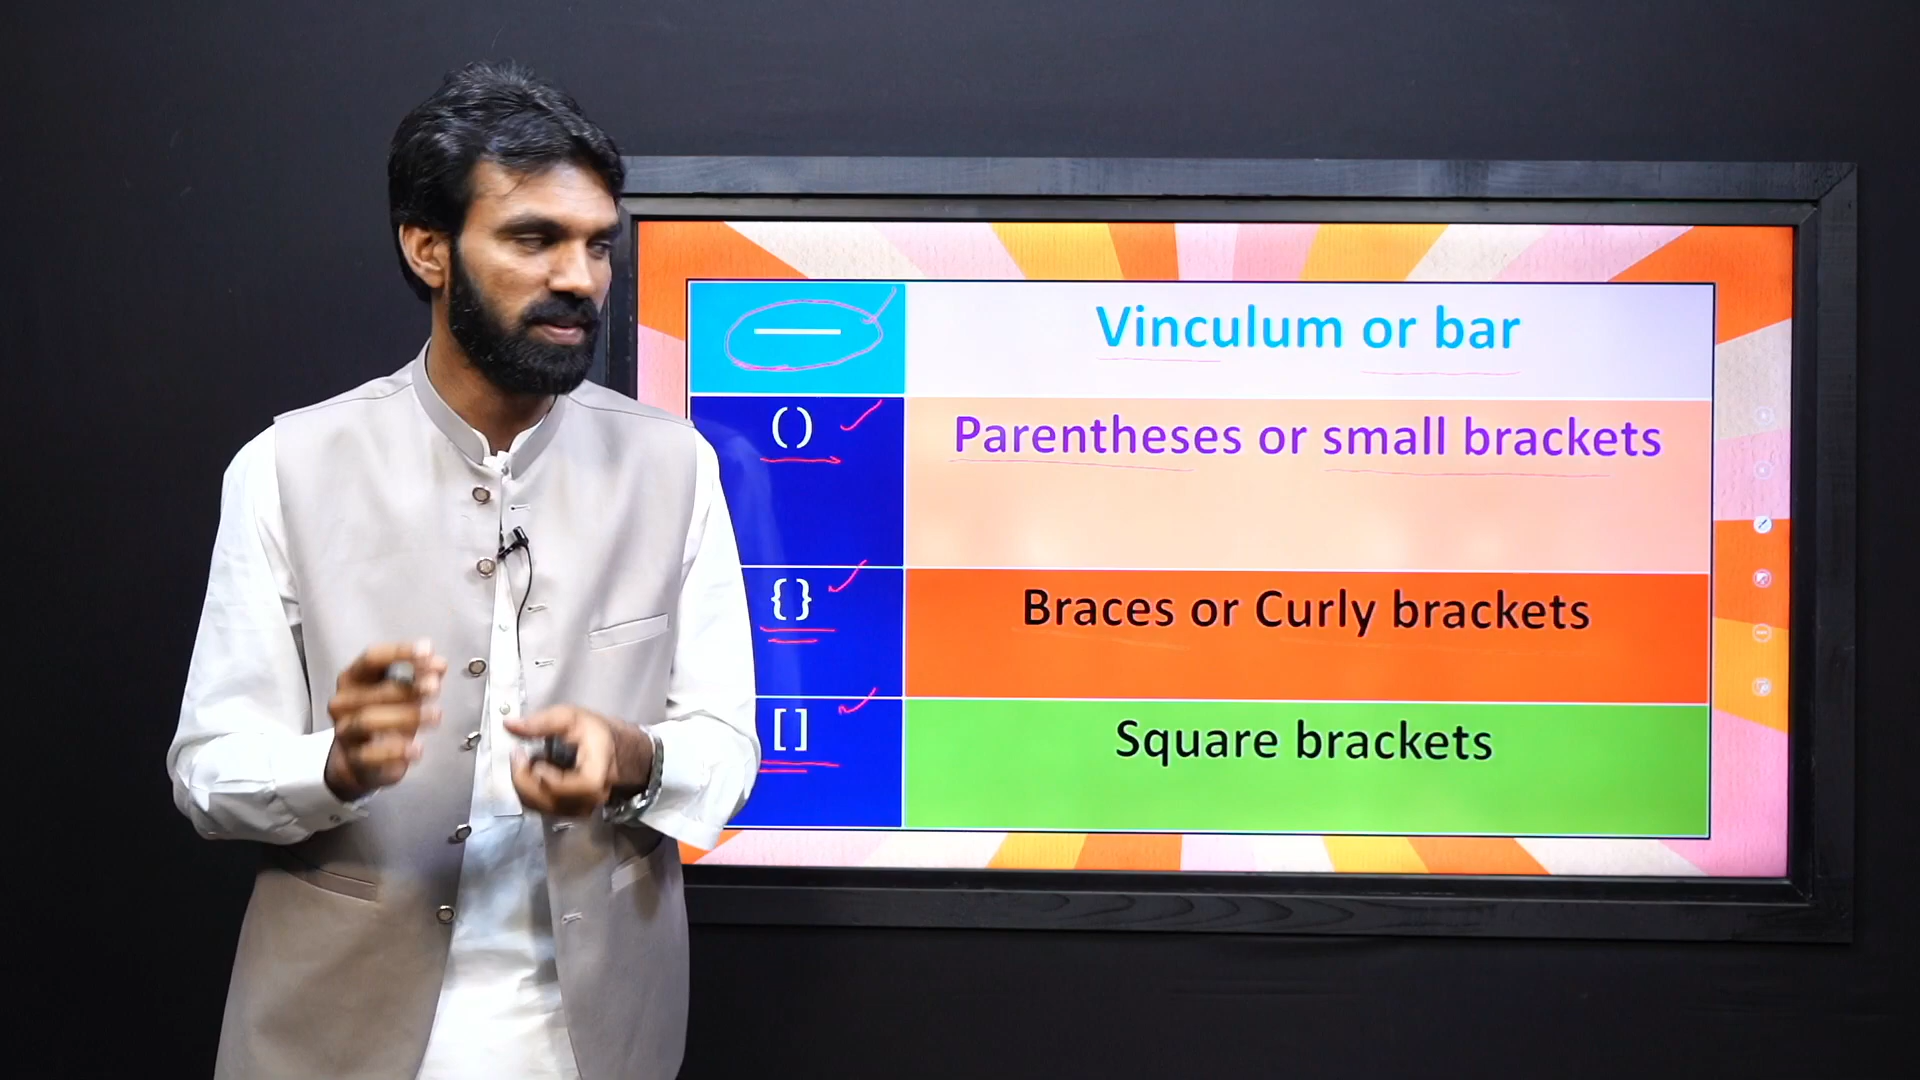 — Vinculum or bar
() Parentheses or small brackets
{} Braces or Curly brackets
[] Square brackets